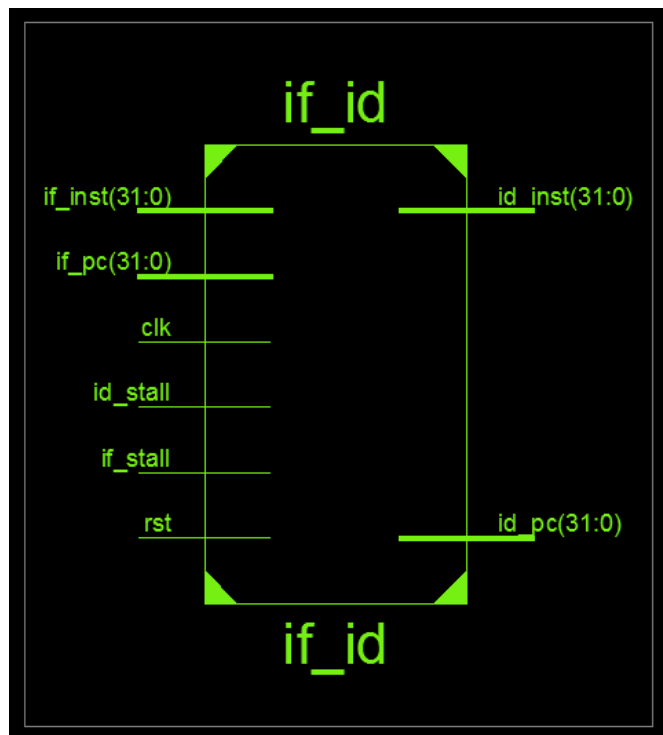 if_id
if_inst(31:0)
id_inst(31:0)
if_pc(31:0)
clk
id_stall
if_stall
rst
id_pc(31:0)
if_id